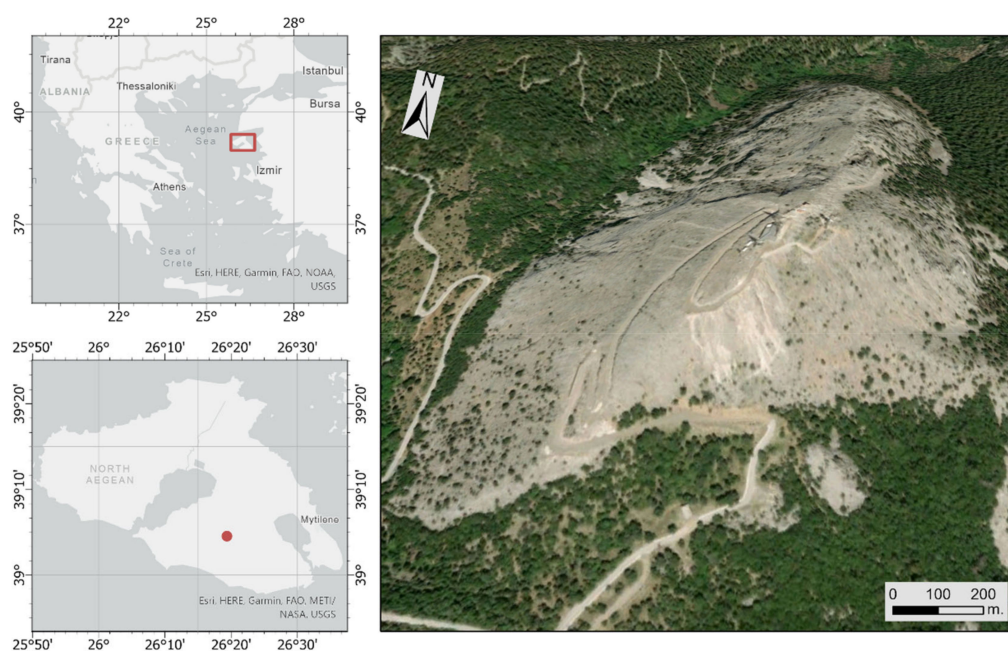 22° 25° 28°
Tirana
Istanbul
ALBANIA
Thessaloniki
Bursa
40° 40°
Aegean
Sea
GREECE
Izmir
Athens
37° 37°
Sea of
Crete
Esri, HERE, Garmin, FAO, NOAA,
USGS
22° 25° 28°
25°50' 26° 26°10' 26°20' 26°30'
39°20' 39°20'
NORTH
AEGEAN
39°10' 39°10'
Mytilene
39° 39°
Esri, HERE, Garmin, FAO, METI/
NASA, USGS
25°50' 26° 26°10' 26°20' 26°30'
N
0 100 200
m.